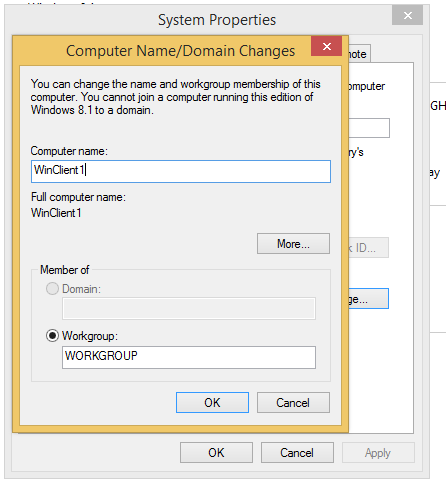 System Properties
Computer Name/Domain Changes
mote
You can change the name and workgroup membership of this
computer. You cannot join a computer running this edition of
Windows 8.1 to a domain.
omputer
GH
Computer name:
ry's
WinClient1
ay
Full computer name:
WinClient1
More...
k ID...
Member of
Domain:
ge...
Workgroup:
WORKGROUP
OK
Cancel
OK
Cancel
Apply